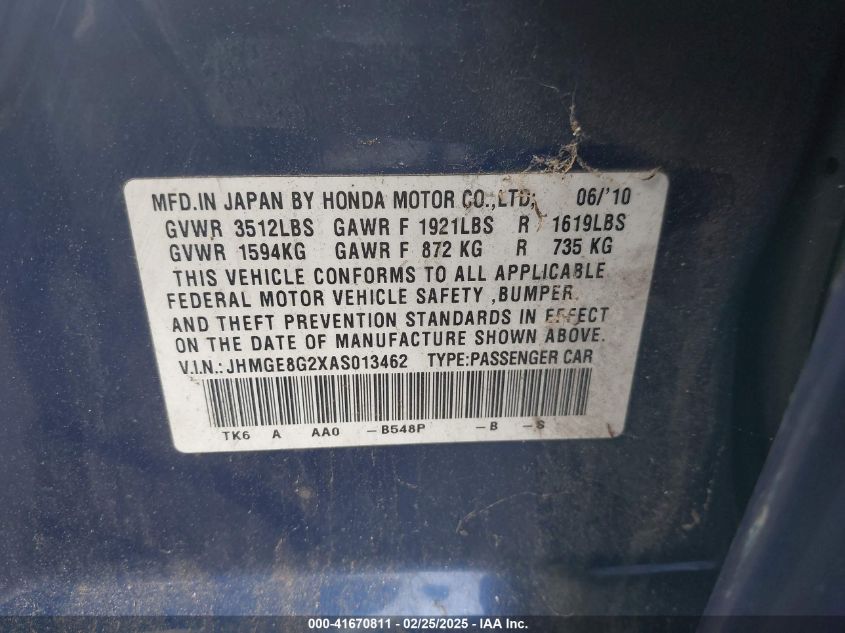 MFD.IN JAPAN BY HONDA MOTOR CO.,LTD; 06/'10
GVWR 3512LBS GAWR F 1921LBS R 1619LBS
GVWR 1594KG GAWR F 872 KG R 735 KG
THIS VEHICLE CONFORMS TO ALL APPLICABLE
FEDERAL MOTOR VEHICLE SAFETY ,BUMPER
AND THEFT PREVENTION STANDARDS IN EFFECT
ON THE DATE OF MANUFACTURE SHOWN ABOVE.
V.I.N.:JHMGE8G2XAS013462 TYPE:PASSENGER CAR
TK6 A AA0 -B548P -B -S
000-41670811 - 02/25/2025 - IAA Inc.